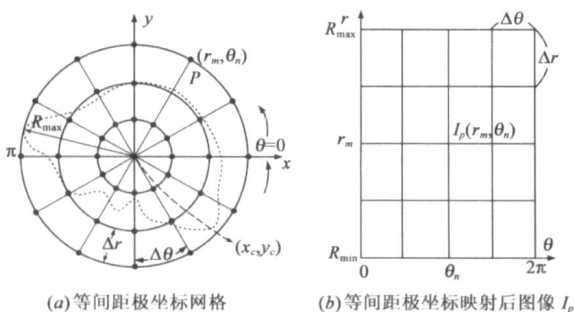 y
(r_m,θ_n)
P
R_max
θ=0
π
x
Δr
Δθ
(x_c,y_c)
(a)等间距极坐标网格
r
R_max
Δθ
Δr
r_m
I_p(r_m,θ_n)
R_min
0
θ_n
2π
θ
(b)等间距极坐标映射后图像 I_p